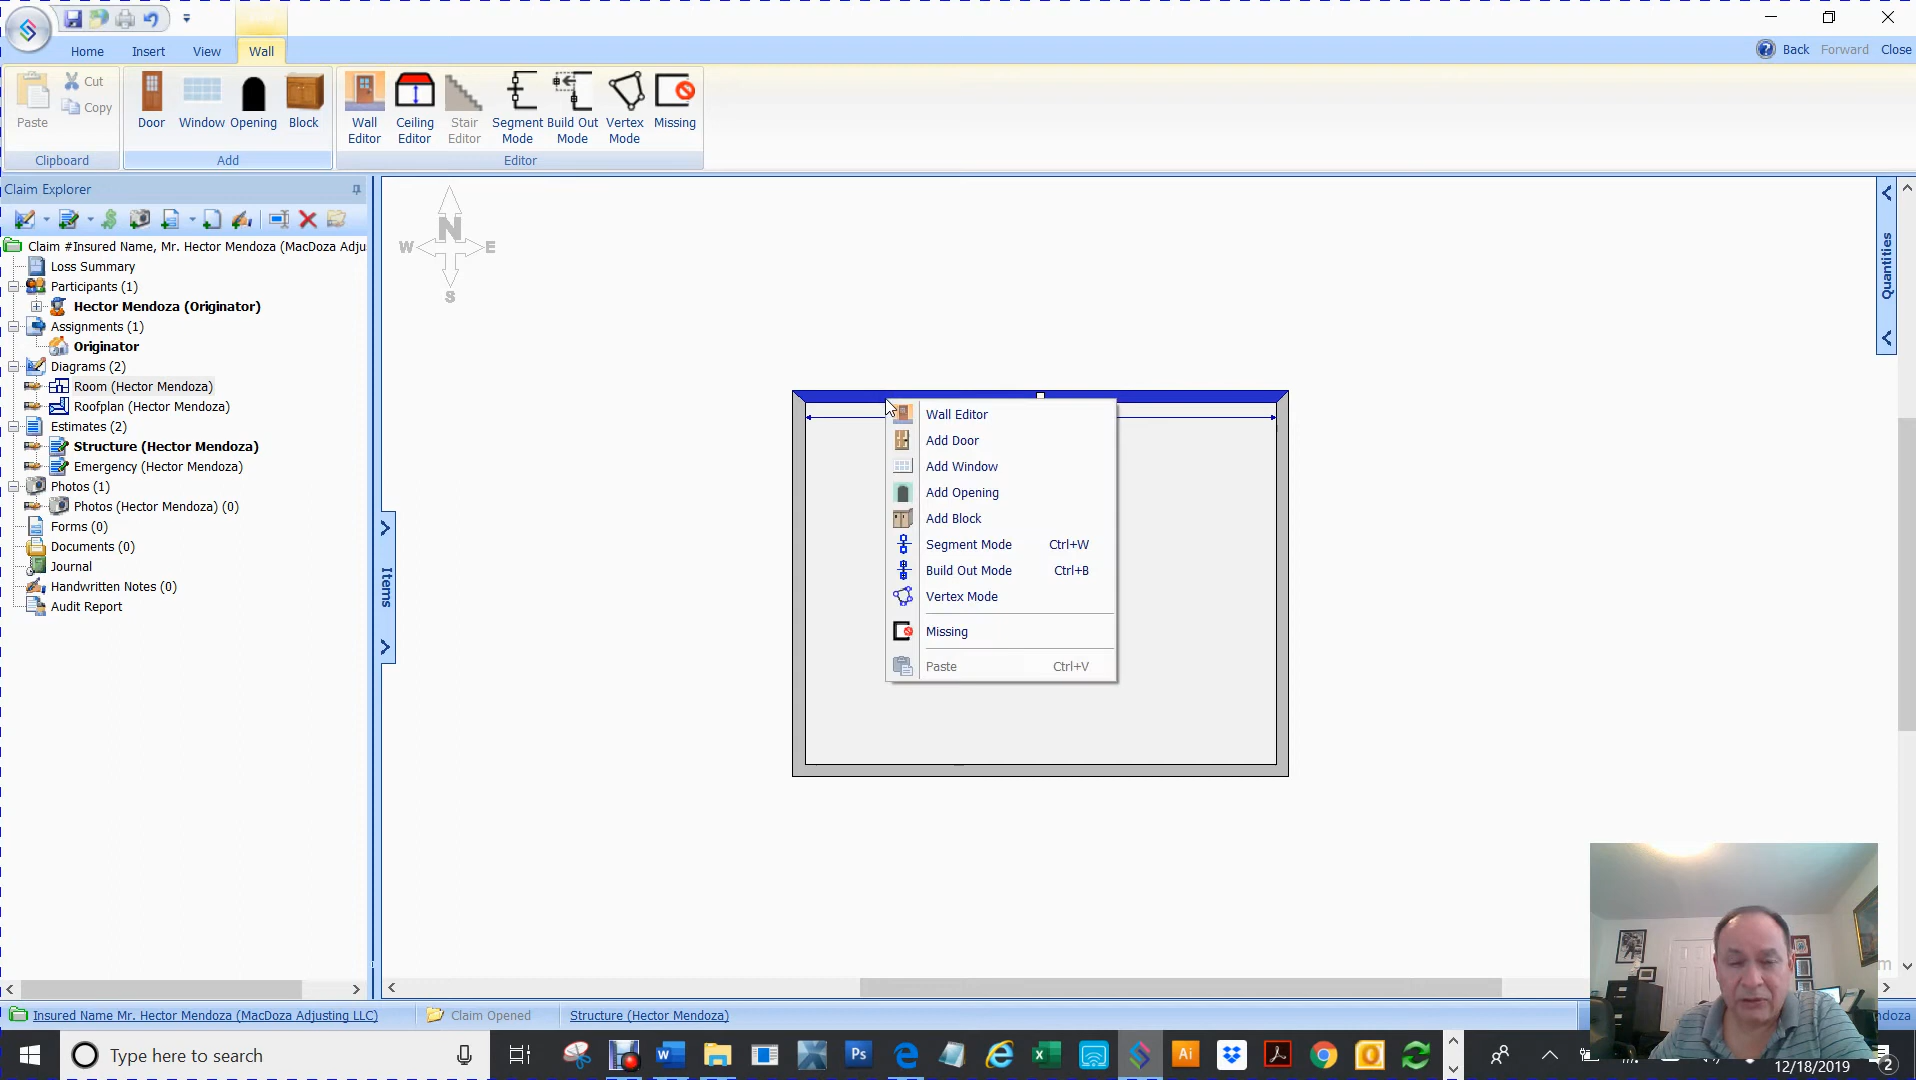 Home Insert View Wall
Back Forward Close
Paste
Cut
Copy
Clipboard
Door
Window
Opening
Block
Add
Wall
Editor
Ceiling
Editor
Stair
Editor
Segment
Mode
Build Out
Mode
Vertex
Mode
Missing
Editor
Claim Explorer
Claim #Insured Name, Mr. Hector Mendoza (MacDoza Adju
Loss Summary
Participants (1)
Hector Mendoza (Originator)
Assignments (1)
Originator
Diagrams (2)
Room (Hector Mendoza)
Roofplan (Hector Mendoza)
Estimates (2)
Structure (Hector Mendoza)
Emergency (Hector Mendoza)
Photos (1)
Photos (Hector Mendoza) (0)
Forms (0)
Documents (0)
Journal
Handwritten Notes (0)
Audit Report
N
W E
S
Items
Quantities
Wall Editor
Add Door
Add Window
Add Opening
Add Block
Segment Mode Ctrl+W
Build Out Mode Ctrl+B
Vertex Mode
Missing
Paste Ctrl+V
Insured Name Mr. Hector Mendoza (MacDoza Adjusting LLC)
Claim Opened
Structure (Hector Mendoza)
Type here to search
12/18/2019
2